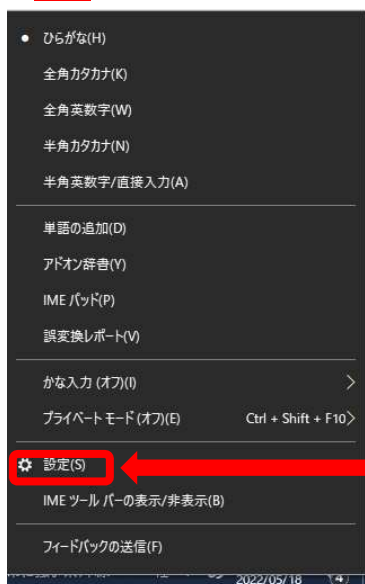 ひらがな(H)
全角カタカナ(K)
全角英数字(W)
半角カタカナ(N)
半角英数字/直接入力(A)
単語の追加(D)
アドオン辞書(Y)
IME パッド(P)
誤変換レポート(V)
かな入力 (オフ)(I)
プライベート モード (オフ)(E) Ctrl + Shift + F10
設定(S)
IME ツール バーの表示/非表示(B)
フィードバックの送信(F)
2022/05/18